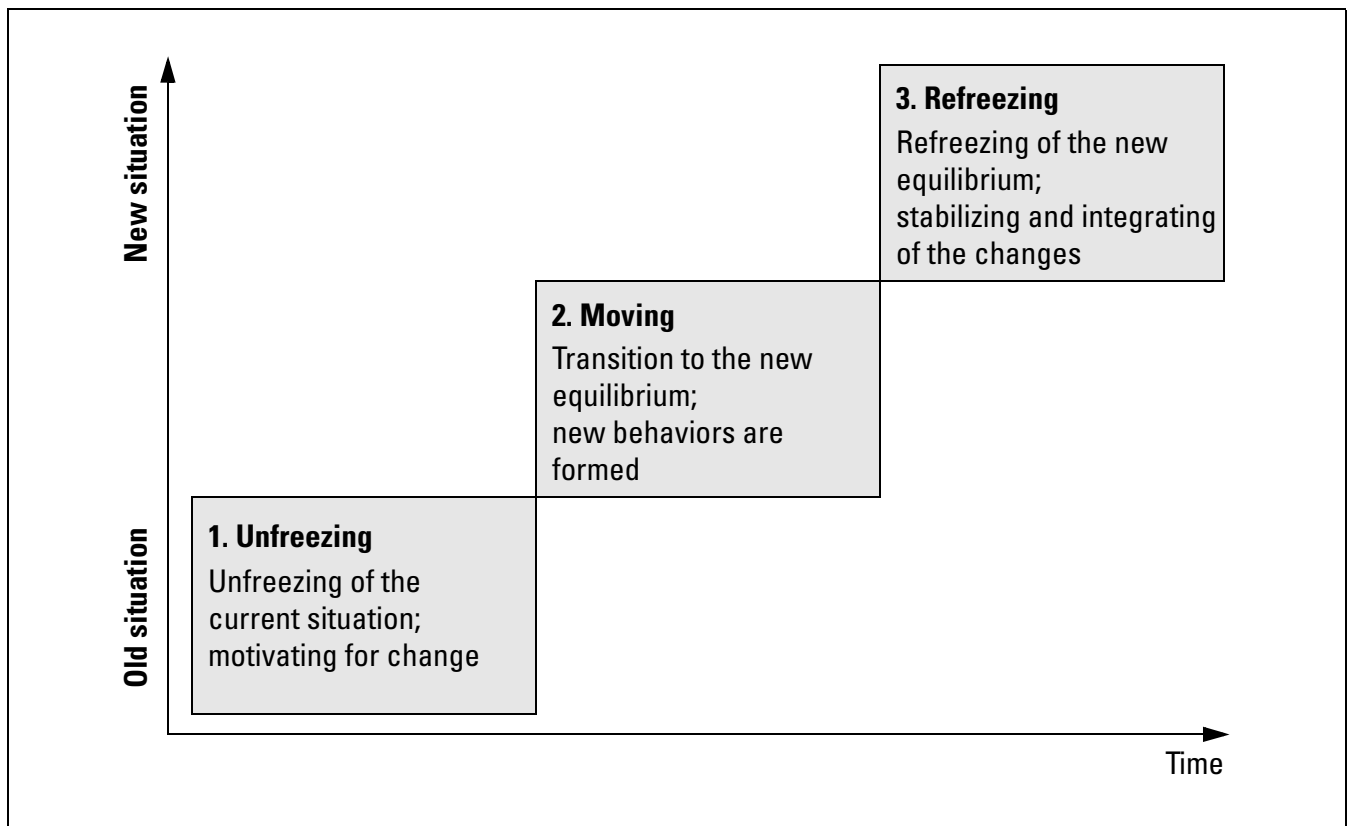 New situation
Old situation
3. Refreezing
Refreezing of the new
equilibrium;
stabilizing and integrating
of the changes
2. Moving
Transition to the new
equilibrium;
new behaviors are
formed
1. Unfreezing
Unfreezing of the
current situation;
motivating for change
Time